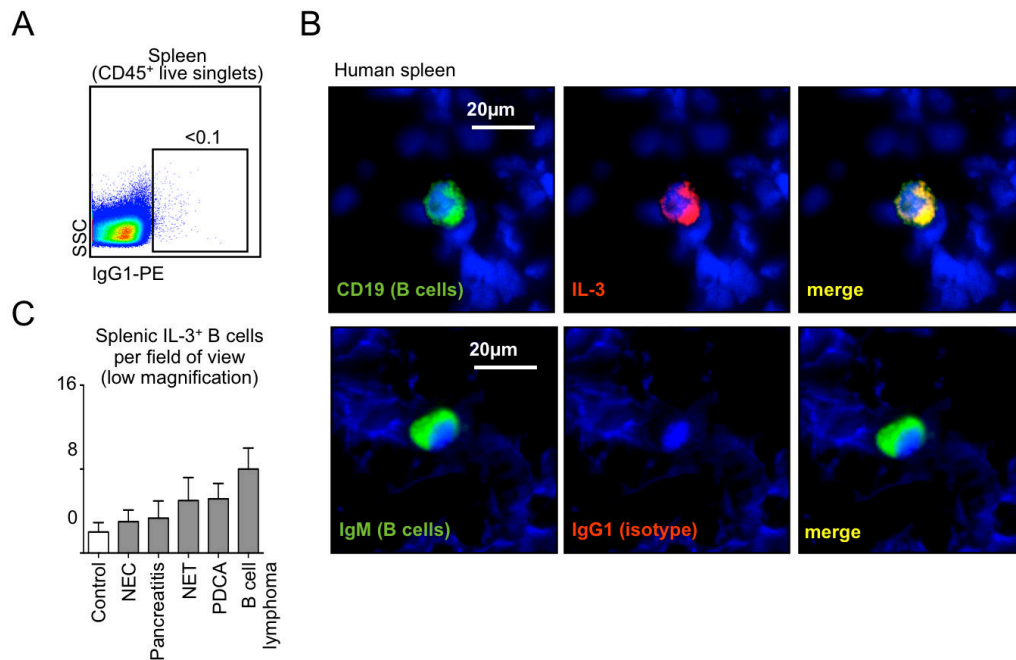 A
Spleen
(CD45⁺ live singlets)
<0.1
SSC
IgG1-PE
B
Human spleen
20μm
CD19 (B cells)
IL-3
merge
20μm
IgM (B cells)
IgG1 (isotype)
merge
C
Splenic IL-3⁺ B cells
per field of view
(low magnification)
16
8
0
Control
NEC
Pancreatitis
NET
PDCA
B cell
lymphoma